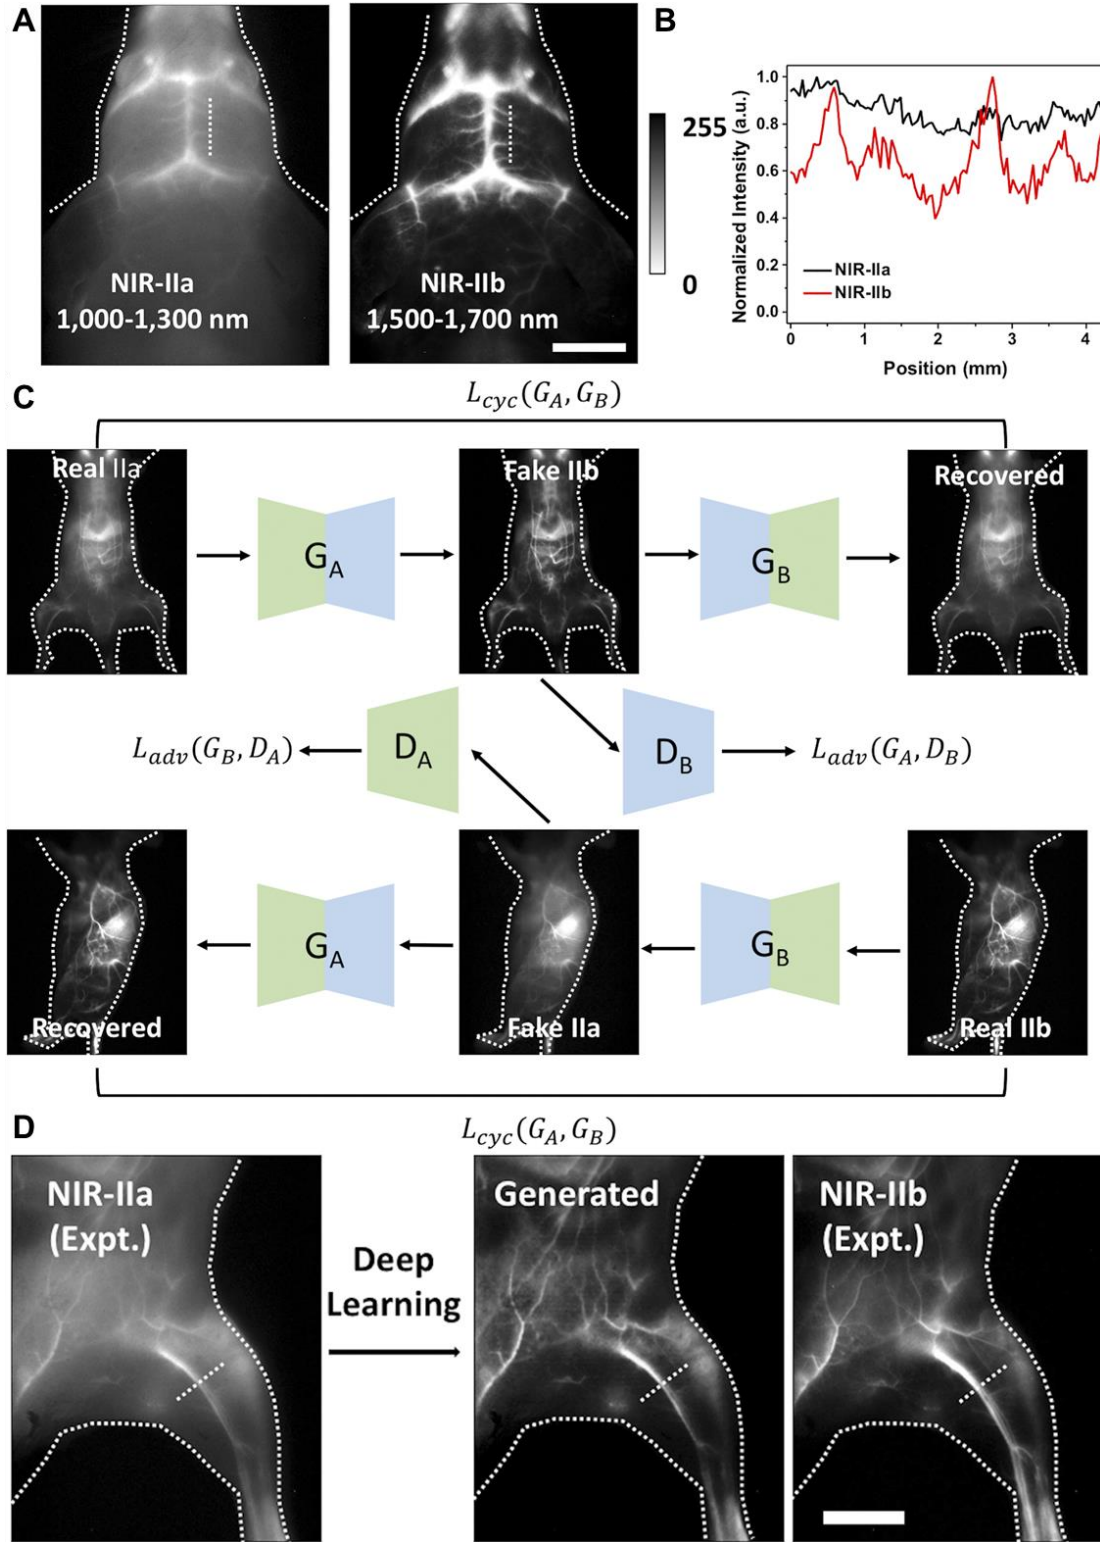 A
NIR-IIa
1,000-1,300 nm
NIR-IIb
1,500-1,700 nm
255
0
B
Normalized Intensity (a.u.)
1.0
0.8
0.6
0.4
0.2
0.0
NIR-IIa
NIR-IIb
0 1 2 3 4
Position (mm)
C
L_cyc(G_A, G_B)
Real IIa
Fake IIb
Recovered
G_A
G_B
L_adv(G_B, D_A)
D_A
D_B
L_adv(G_A, D_B)
G_A
G_B
Recovered
Fake IIa
Real IIb
L_cyc(G_A, G_B)
D
NIR-IIa
(Expt.)
Deep
Learning
Generated
NIR-IIb
(Expt.)